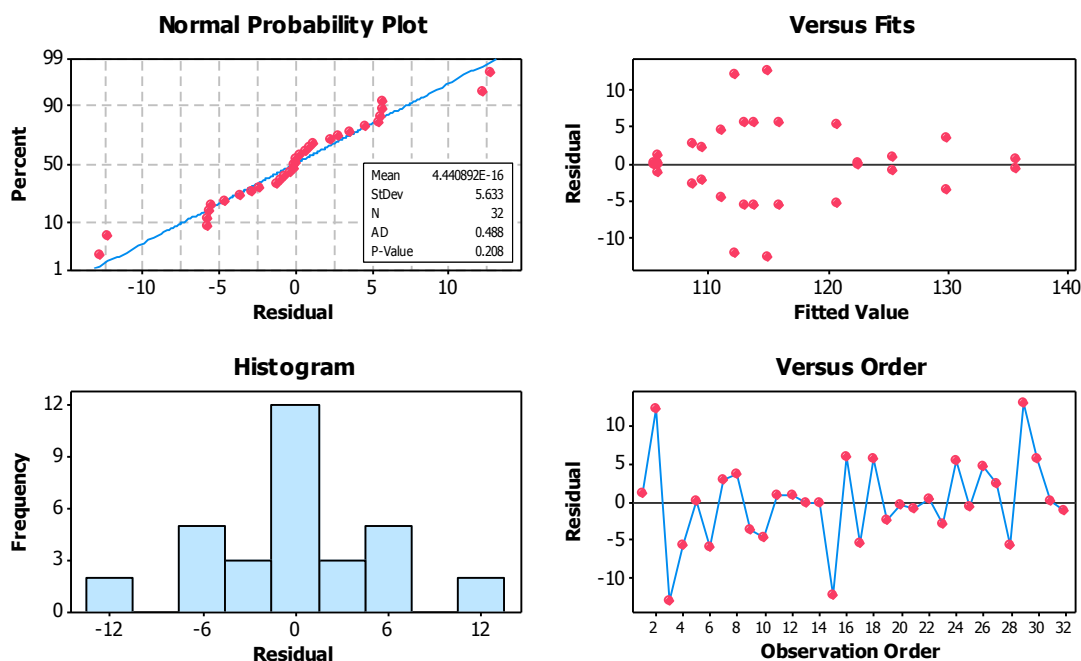 Normal Probability Plot
Percent
99
90
50
10
1
Mean 4.440892E-16
StDev 5.633
N 32
AD 0.488
P-Value 0.208
-10 -5 0 5 10
Residual
Versus Fits
Residual
10
5
0
-5
-10
110 120 130 140
Fitted Value
Histogram
Frequency
12
9
6
3
0
-12 -6 0 6 12
Residual
Versus Order
Residual
10
5
0
-5
-10
2 4 6 8 10 12 14 16 18 20 22 24 26 28 30 32
Observation Order